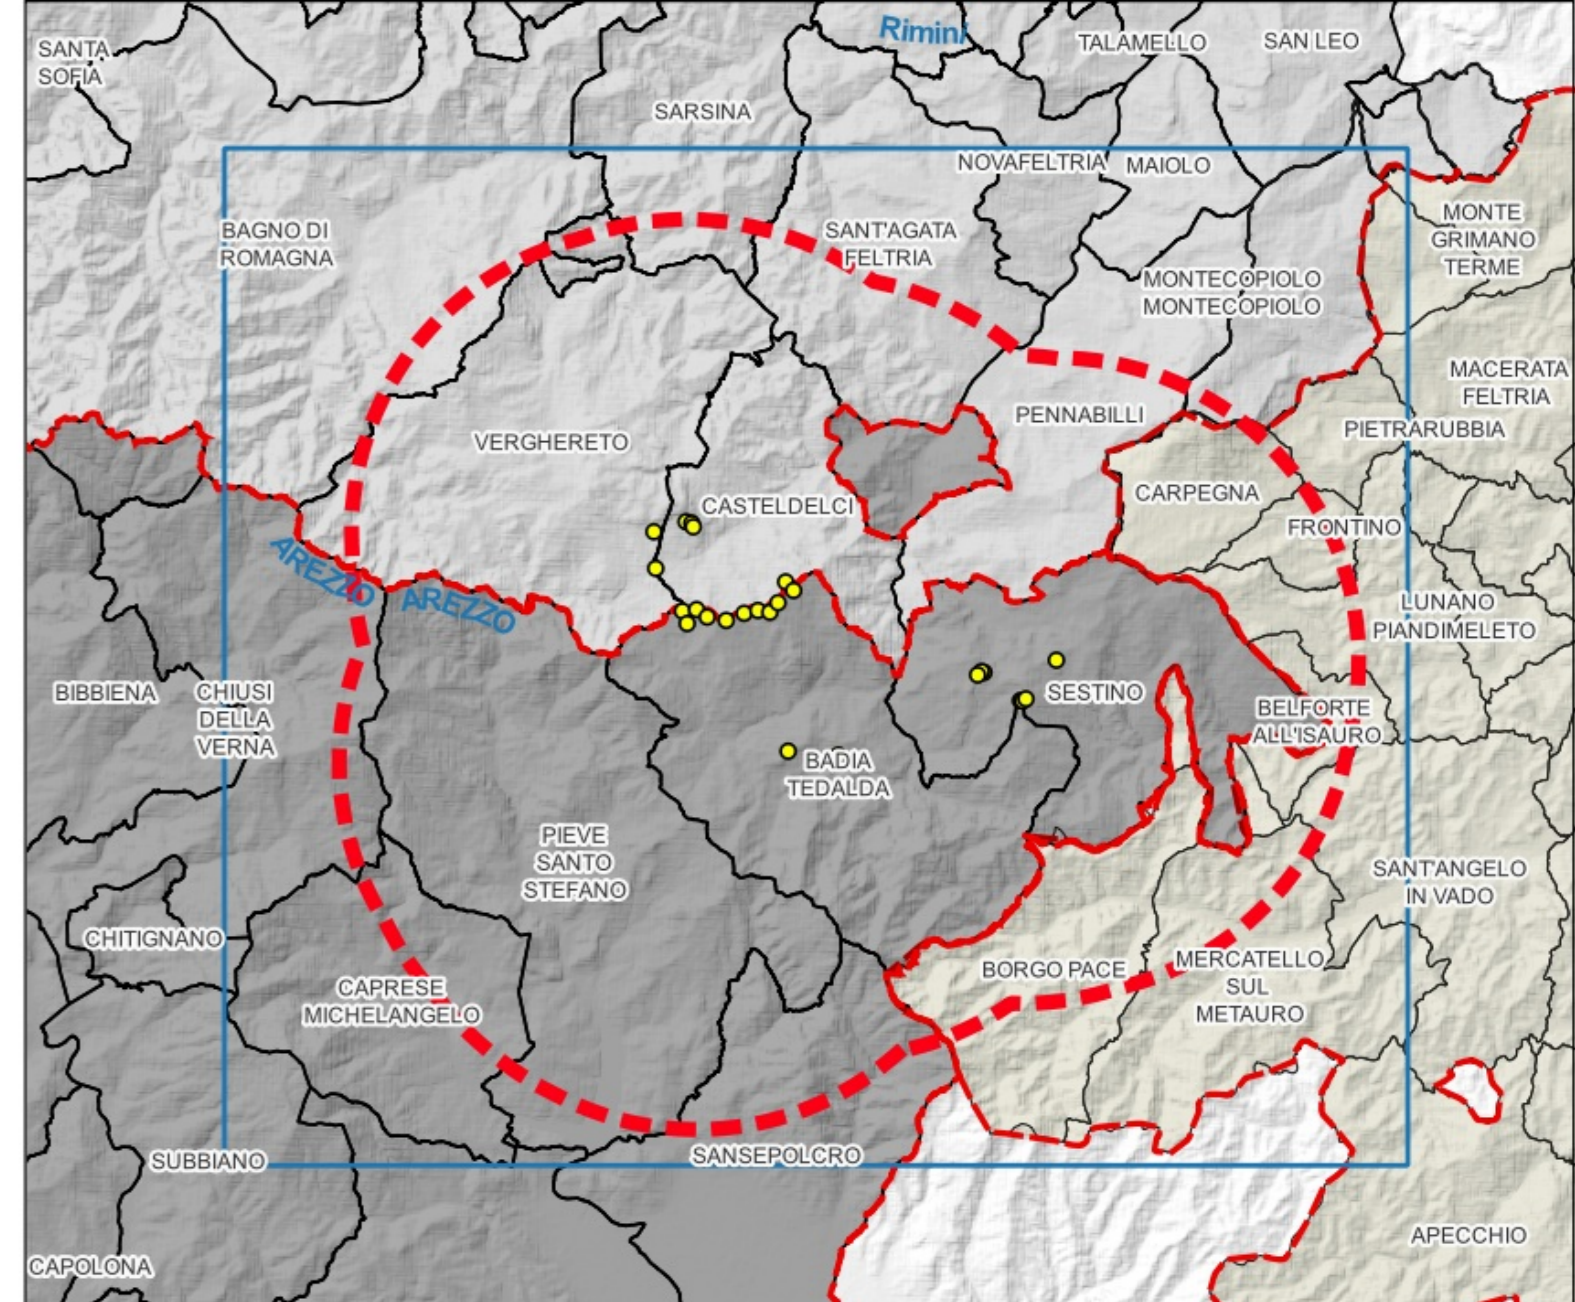 Rimini
SANTA
SOFIA
TALAMELLO
SAN LEO
SARSINA
NOVAFELTRIA
MAIOLO
BAGNO DI
ROMAGNA
SANT'AGATA
FELTRIA
MONTE
GRIMANO
TERME
MONTECOPIOLO
MONTECOPIOLO
MACERATA
FELTRIA
VERGHERETO
PENNABILLI
PIETRARUBBIA
CASTELDELCI
CARPEGNA
FRONTINO
AREZZO
AREZZO
LUNANO
PIANDIMELETO
BIBBIENA
CHIUSI
DELLA
VERNA
SESTINO
BELFORTE
ALL'ISAURO
BADIA
TEDALDA
PIEVE
SANTO
STEFANO
SANT'ANGELO
IN VADO
CHITIGNANO
CAPRESE
MICHELANGELO
BORGO PACE
MERCATELLO
SUL
METAURO
SUBBIANO
SANSEPOLCRO
CAPOLONA
APECCHIO